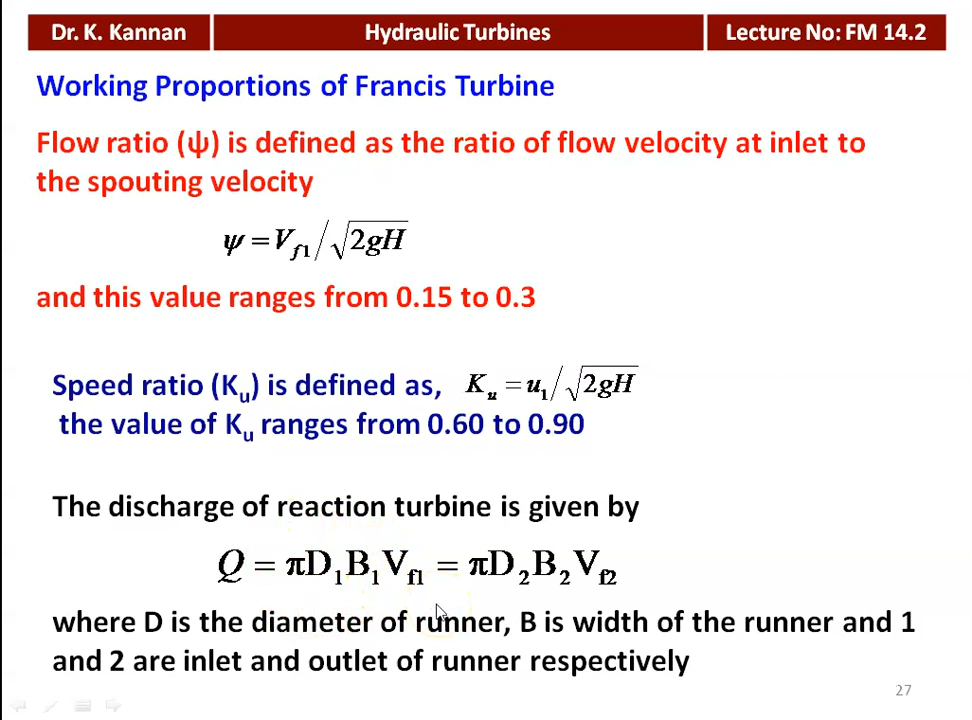 Dr. K. Kannan Hydraulic Turbines Lecture No: FM 14.2
Working Proportions of Francis Turbine
Flow ratio (ψ) is defined as the ratio of flow velocity at inlet to
the spouting velocity
ψ = V_f1 / √2gH
and this value ranges from 0.15 to 0.3
Speed ratio (K_u) is defined as, K_u = u_1 / √2gH
the value of K_u ranges from 0.60 to 0.90
The discharge of reaction turbine is given by
Q = πD_1B_1V_f1 = πD_2B_2V_f2
where D is the diameter of runner, B is width of the runner and 1
and 2 are inlet and outlet of runner respectively
27